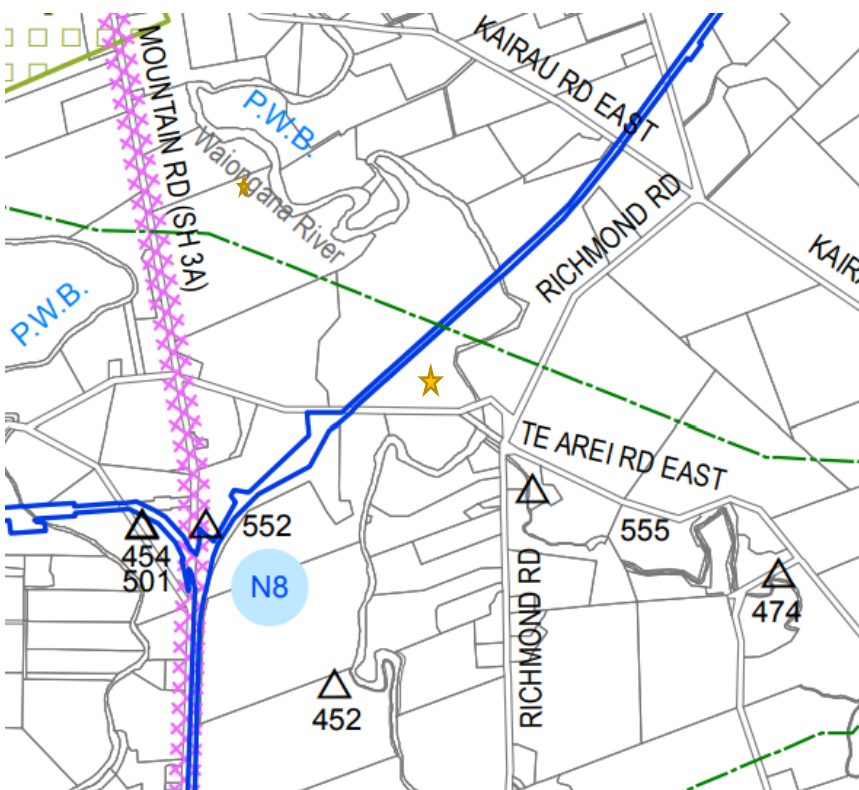 KAIRAU RD EAST
MOUNTAIN RD (SH 3A)
P.W.B.
Waiongana River
RICHMOND RD
KAIRA
P.W.B.
TE AREI RD EAST
552
555
454
501
N8
RICHMOND RD
474
452